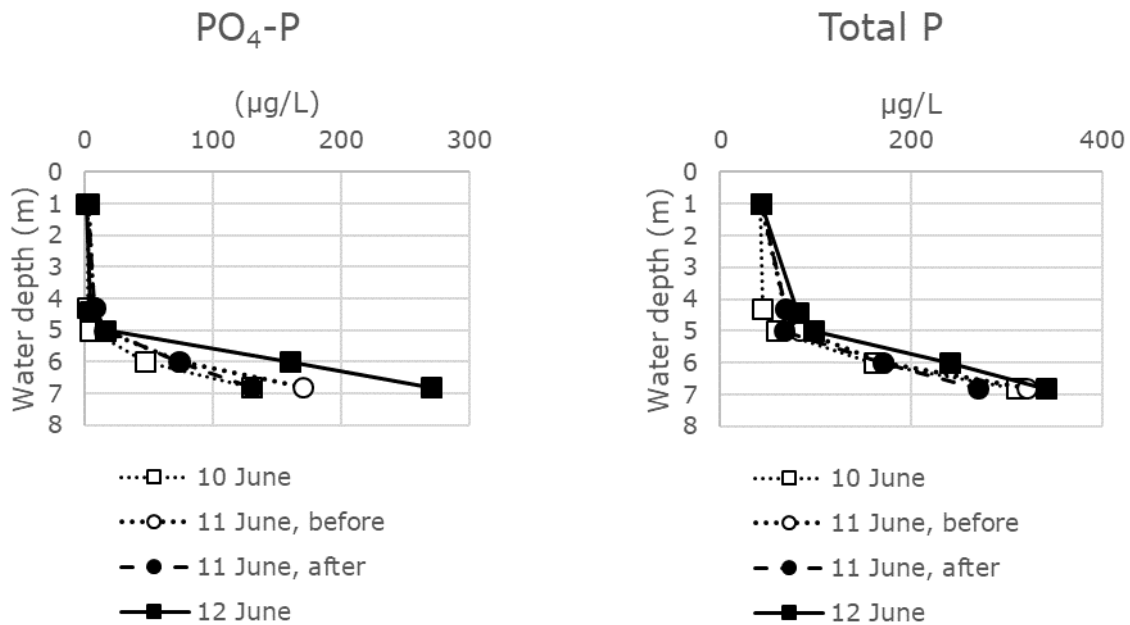 PO₄-P
(µg/L)
0 100 200 300
0
1
2
3
4
5
6
7
8
Water depth (m)
10 June
11 June, before
11 June, after
12 June
Total P
µg/L
0 200 400
0
1
2
3
4
5
6
7
8
Water depth (m)
10 June
11 June, before
11 June, after
12 June